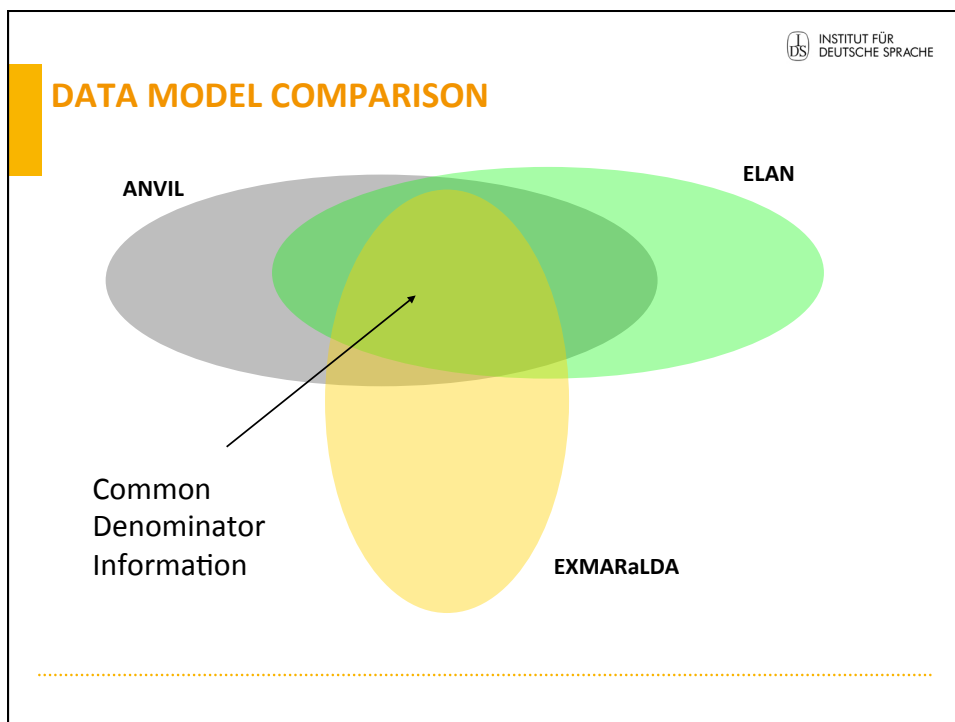 IDS
INSTITUT FÜR
DEUTSCHE SPRACHE
DATA MODEL COMPARISON
ANVIL
ELAN
Common
Denominator
Information
EXMARaLDA